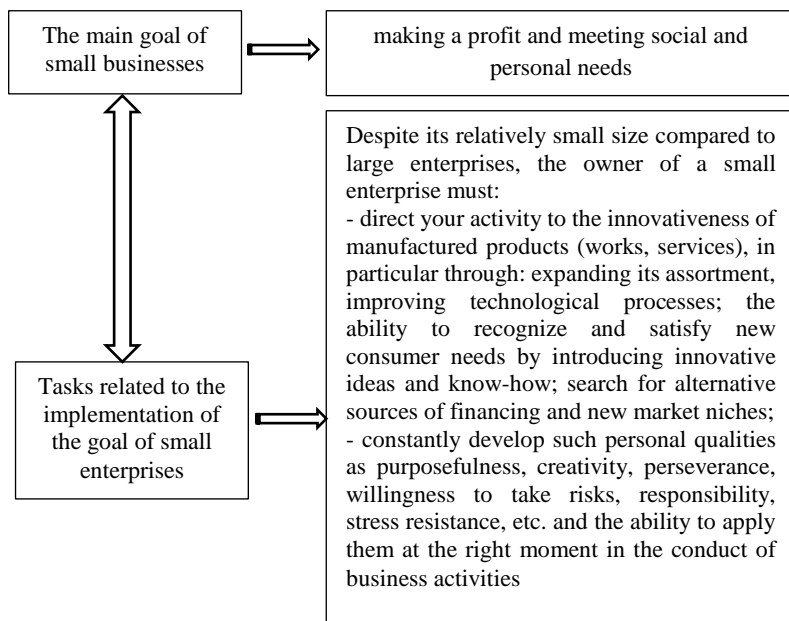 The main goal of
small businesses
making a profit and meeting social and
personal needs
Despite its relatively small size compared to
large enterprises, the owner of a small
enterprise must:
- direct your activity to the innovativeness of
manufactured products (works, services), in
particular through: expanding its assortment,
improving technological processes; the
ability to recognize and satisfy new
consumer needs by introducing innovative
ideas and know-how; search for alternative
sources of financing and new market niches;
- constantly develop such personal qualities
as purposefulness, creativity, perseverance,
willingness to take risks, responsibility,
stress resistance, etc. and the ability to apply
them at the right moment in the conduct of
business activities
Tasks related to the
implementation of
the goal of small
enterprises